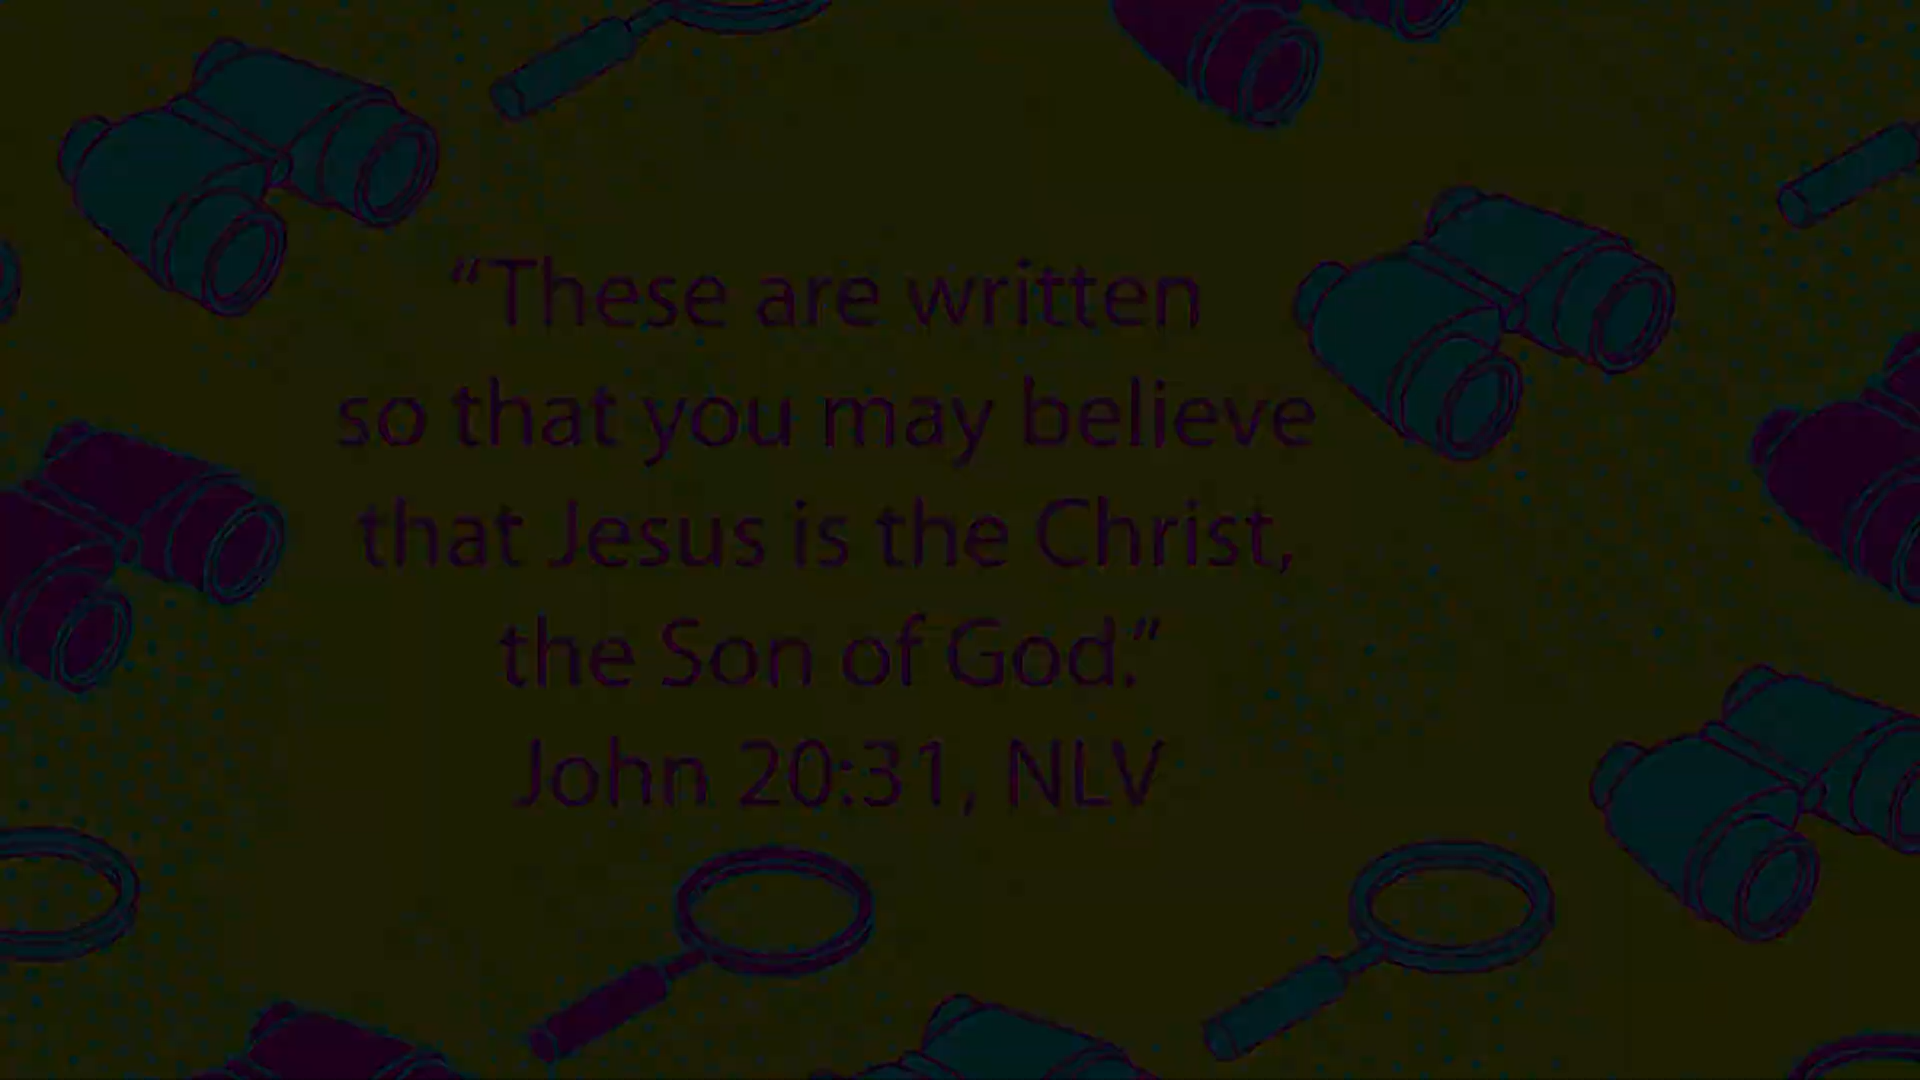 “These are written
so that you may believe
that Jesus is the Christ,
the Son of God.”
John 20:31, NLV